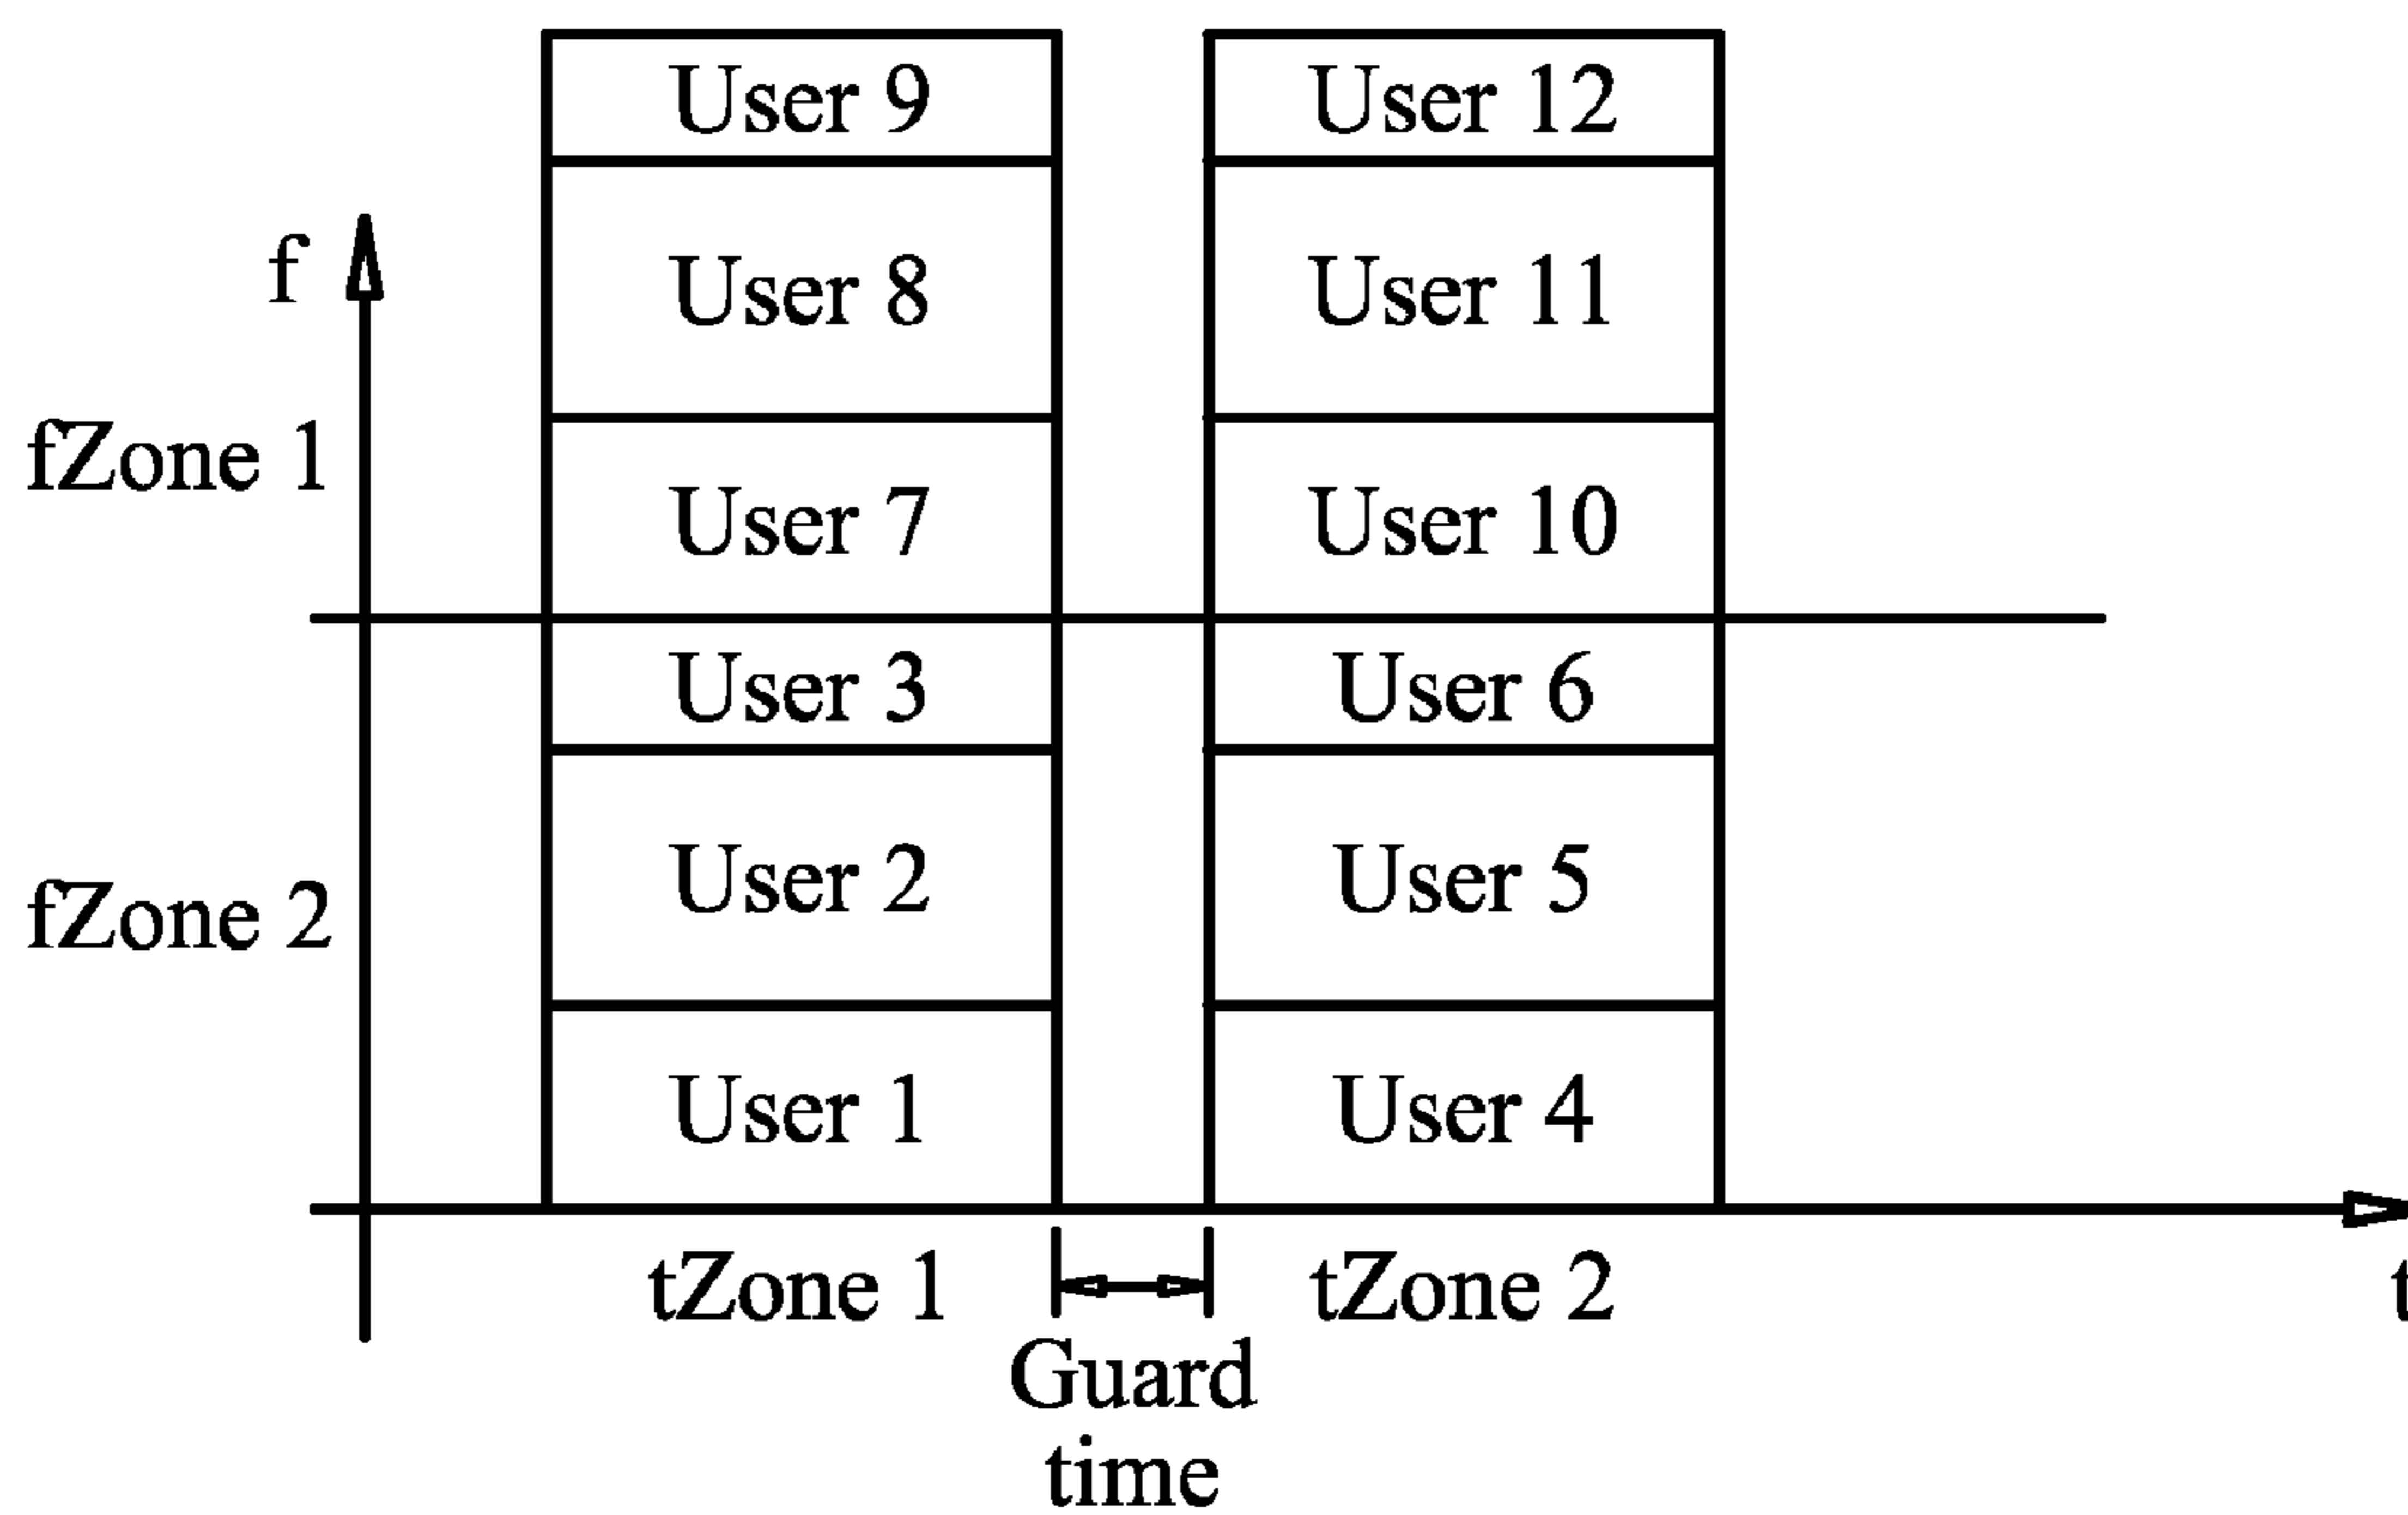 User 9
User 12
f
User 8
User 11
fZone 1
User 7
User 10
User 3
User 6
fZone 2
User 2
User 5
User 1
User 4
tZone 1
tZone 2
t
Guard
time